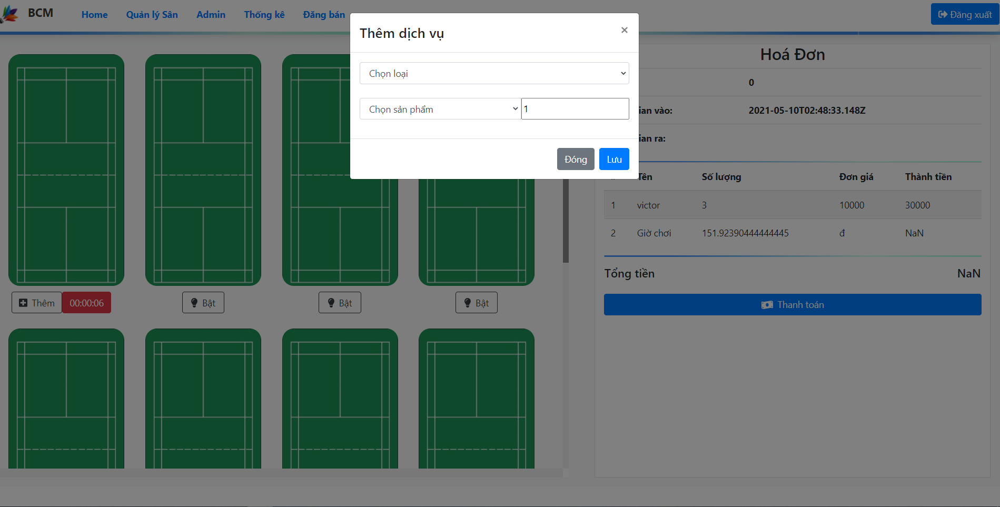 BCM
Home
Quản lý Sân
Admin
Thống kê
Đăng bán
Đăng xuất
Thêm dịch vụ
×
Chọn loại
Chọn sản phẩm
1
Đóng
Lưu
Hoá Đơn
0
ian vào:
2021-05-10T02:48:33.148Z
ian ra:
Tên Số lượng Đơn giá Thành tiền
1 victor 3 10000 30000
2 Giờ chơi 151.92390444444445 đ NaN
Tổng tiền NaN
Thanh toán
Thêm 00:00:06
Bật
Bật
Bật